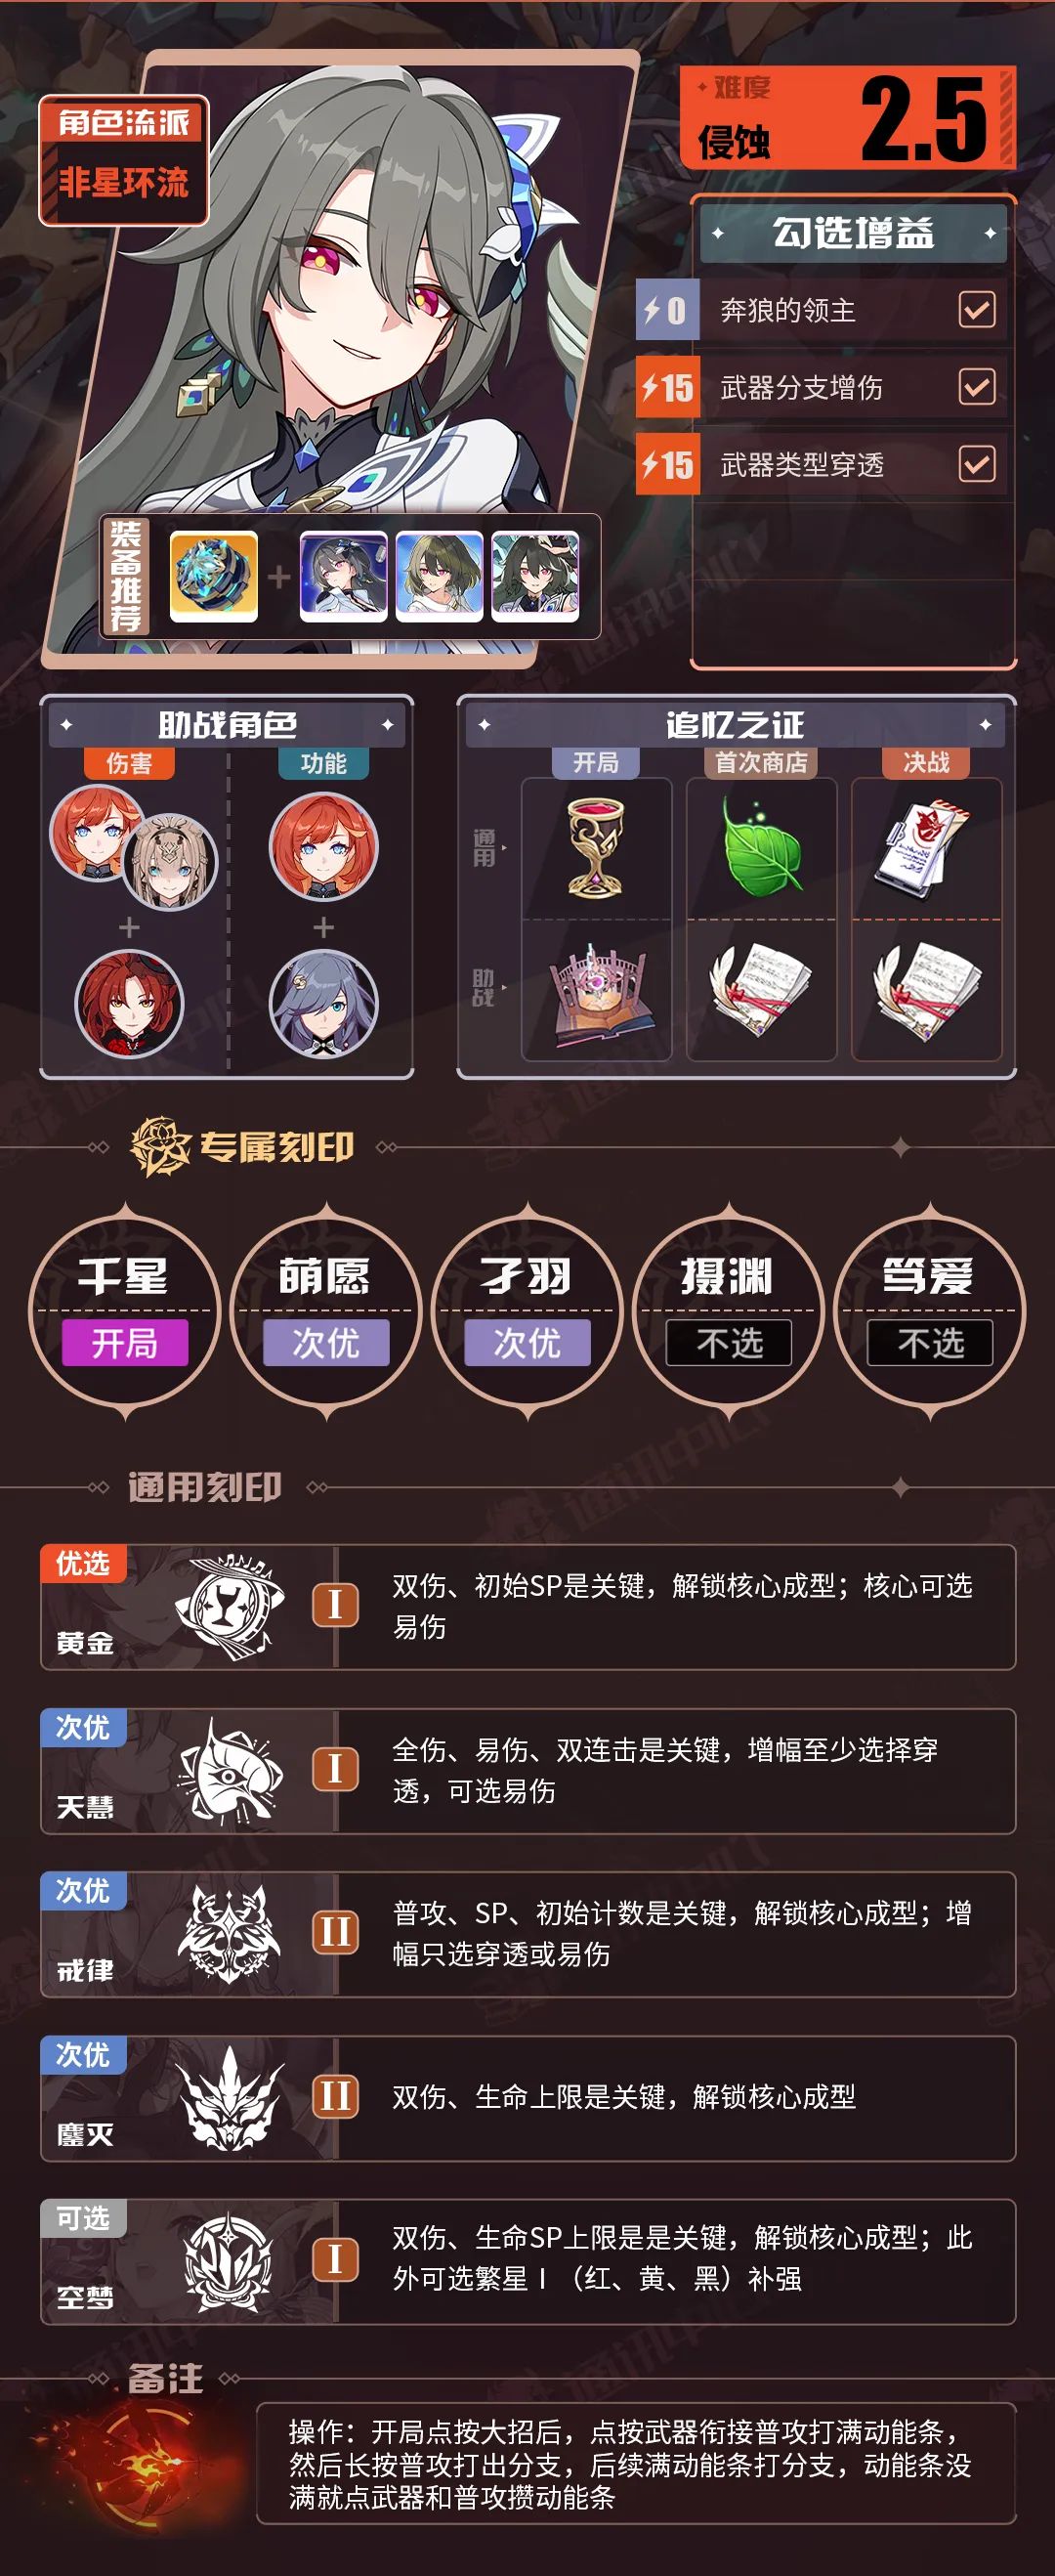 角色流派
非星环流
难度
侵蚀
2.5
勾选增益
0 奔狼的领主
15 武器分支增伤
15 武器类型穿透
装备推荐
助战角色
伤害
功能
追忆之证
开局
首次商店
决战
通用
助战
专属刻印
千星
开局
萌愿
次优
孑羽
次优
摄渊
不选
笃爱
不选
通用刻印
优选
黄金
I
双伤、初始SP是关键，解锁核心成型；核心可选
易伤
次优
天慧
I
全伤、易伤、双连击是关键，增幅至少选择穿
透，可选易伤
次优
戒律
II
普攻、SP、初始计数是关键，解锁核心成型；增
幅只选穿透或易伤
次优
鏖灭
II
双伤、生命上限是关键，解锁核心成型
可选
空梦
I
双伤、生命SP上限是是关键，解锁核心成型；此
外可选繁星Ⅰ（红、黄、黑）补强
备注
操作：开局点按大招后，点按武器衔接普攻打满动能条，
然后长按普攻打出分支，后续满动能条打分支，动能条没
满就点武器和普攻攒动能条